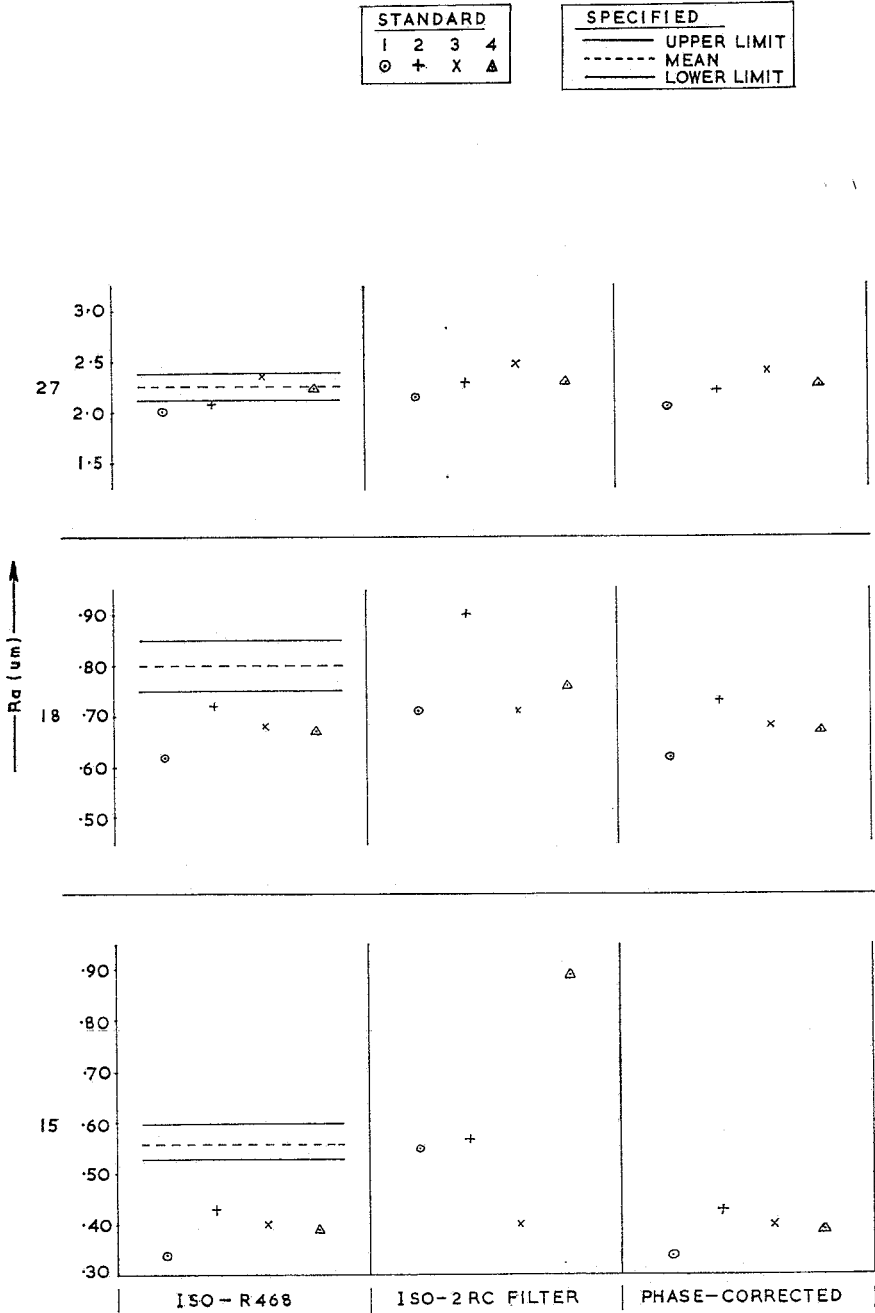 STANDARD
1 2 3 4
SPECIFIED
UPPER LIMIT
MEAN
LOWER LIMIT
3·0
2·5
27
2·0
1·5
·90
·80
·70
18
·60
·50
Ra (um)
·90
·80
·70
·60
15
·50
·40
·30
ISO-R468
ISO-2RC FILTER
PHASE-CORRECTED